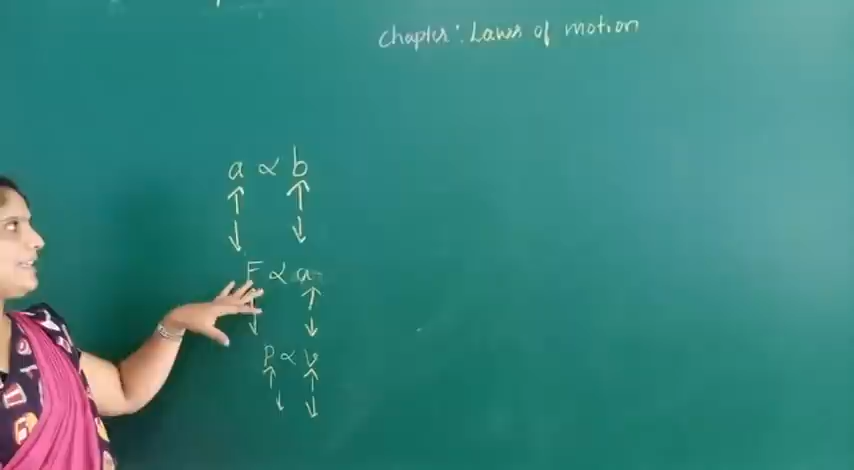 Chapter: Laws of motion
a ∝ b
↑ ↑
↓ ↓
F ∝ a
↑
↓ ↓
p ∝ v
↑ ↑
↓ ↓